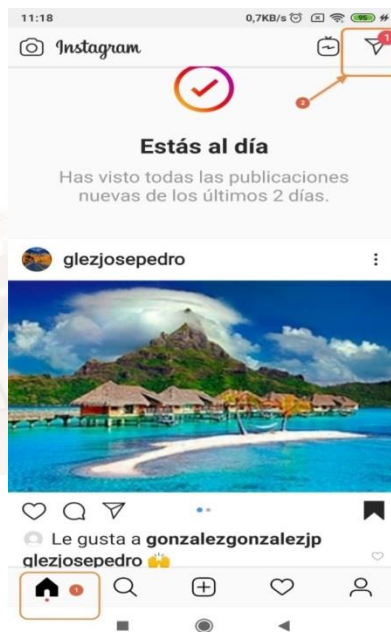 11:18 0,7KB/s 95
Instagram 1
2
Estás al día
Has visto todas las publicaciones
nuevas de los últimos 2 días.
glezjosepedro
Le gusta a gonzalezgonzalezjp
glezjosepedro 🙌
1